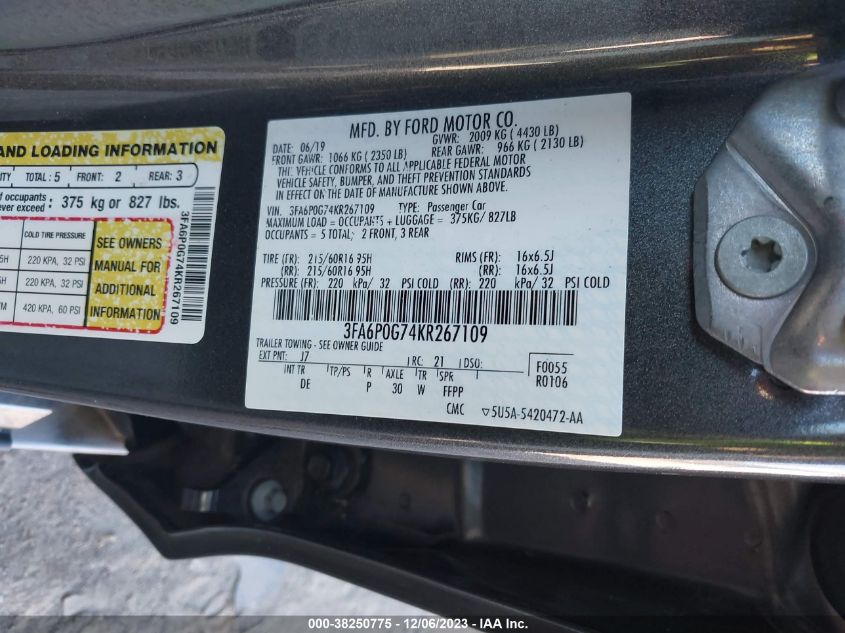 AND LOADING INFORMATION
TOTAL: 5 FRONT: 2 REAR: 3
occupants
exceed: 375 kg or 827 lbs.
COLD TIRE PRESSURE
220 KPA, 32 PSI
220 KPA, 32 PSI
420 KPA, 60 PSI
SEE OWNERS
MANUAL FOR
ADDITIONAL
INFORMATION
3FA6P0G74KR267109
MFD. BY FORD MOTOR CO.
DATE: 06/19 GVWR: 2009 KG ( 4430 LB)
FRONT GAWR: 1066 KG ( 2350 LB) REAR GAWR: 966 KG ( 2130 LB)
THIS VEHICLE CONFORMS TO ALL APPLICABLE FEDERAL MOTOR
VEHICLE SAFETY, BUMPER, AND THEFT PREVENTION STANDARDS
IN EFFECT ON THE DATE OF MANUFACTURE SHOWN ABOVE.
VIN: 3FA6P0G74KR267109 TYPE: Passenger Car
MAXIMUM LOAD = OCCUPANTS + LUGGAGE = 375KG/ 827LB
OCCUPANTS = 5 TOTAL; 2 FRONT, 3 REAR
TIRE (FR): 215/60R16 95H RIMS (FR): 16x6.5J
(RR): 215/60R16 95H (RR): 16x6.5J
PRESSURE (FR): 220 kPa/ 32 PSI COLD (RR): 220 kPa/ 32 PSI COLD
3FA6P0G74KR267109
TRAILER TOWING - SEE OWNER GUIDE
EXT PNT: J7 RC: 21 DSO: F0055
INT TR TP/PS R AXLE TR SPR R0106
DE P 30 W FFPP
CMC ▽5U5A-5420472-AA
000-38250775 - 12/06/2023 - IAA Inc.